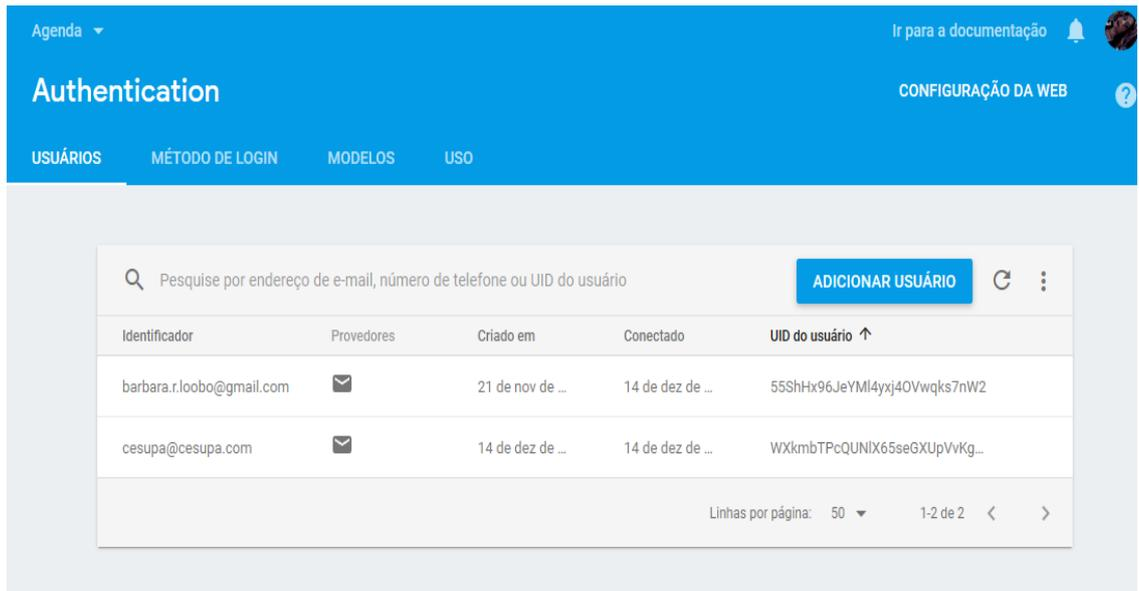 Agenda
Ir para a documentação
Authentication
CONFIGURAÇÃO DA WEB
?
USUÁRIOS MÉTODO DE LOGIN MODELOS USO
Pesquise por endereço de e-mail, número de telefone ou UID do usuário
ADICIONAR USUÁRIO
Identificador Provedores Criado em Conectado UID do usuário
barbara.r.loobo@gmail.com 21 de nov de ... 14 de dez de ... 55ShHx96JeYMl4yxj4OVwqks7nW2
cesupa@cesupa.com 14 de dez de ... 14 de dez de ... WXkmbTPcQUNlX65seGXUpVvKg...
Linhas por página: 50 1-2 de 2